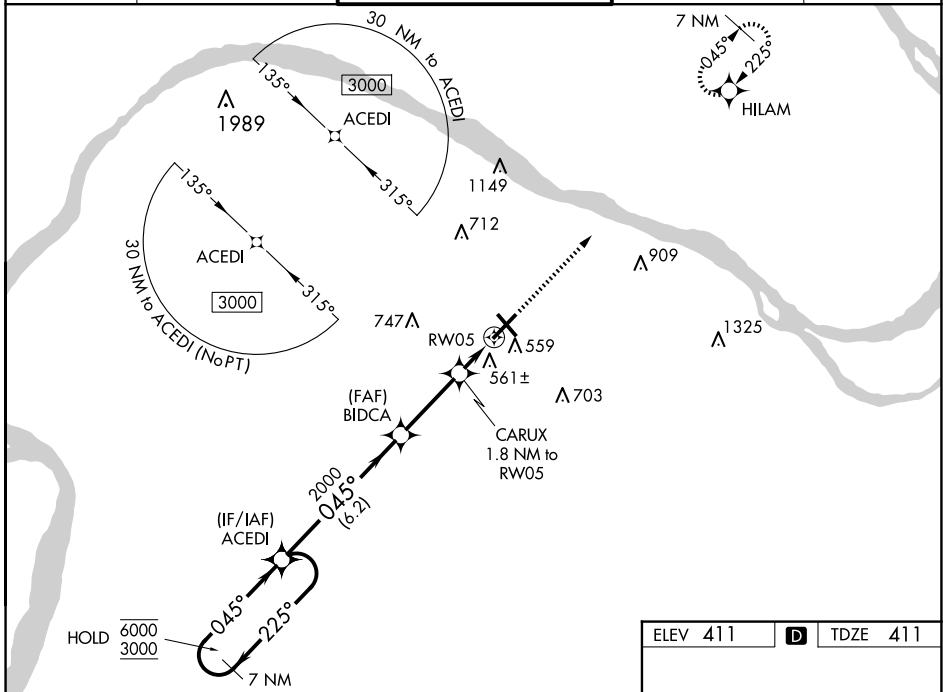 30 NM to ACEDI
135°
3000
ACEDI
315°
7 NM
045°
225°
HILAM
1989
1149
712
135°
ACEDI
315°
3000
30 NM to ACEDI (NoPT)
909
747
RW05
559
561±
1325
703
(FAF)
BIDCA
CARUX
1.8 NM to
RW05
2000
045°
(6.2)
(IF/IAF)
ACEDI
045°
225°
HOLD 6000
3000
7 NM
ELEV 411 D TDZE 411